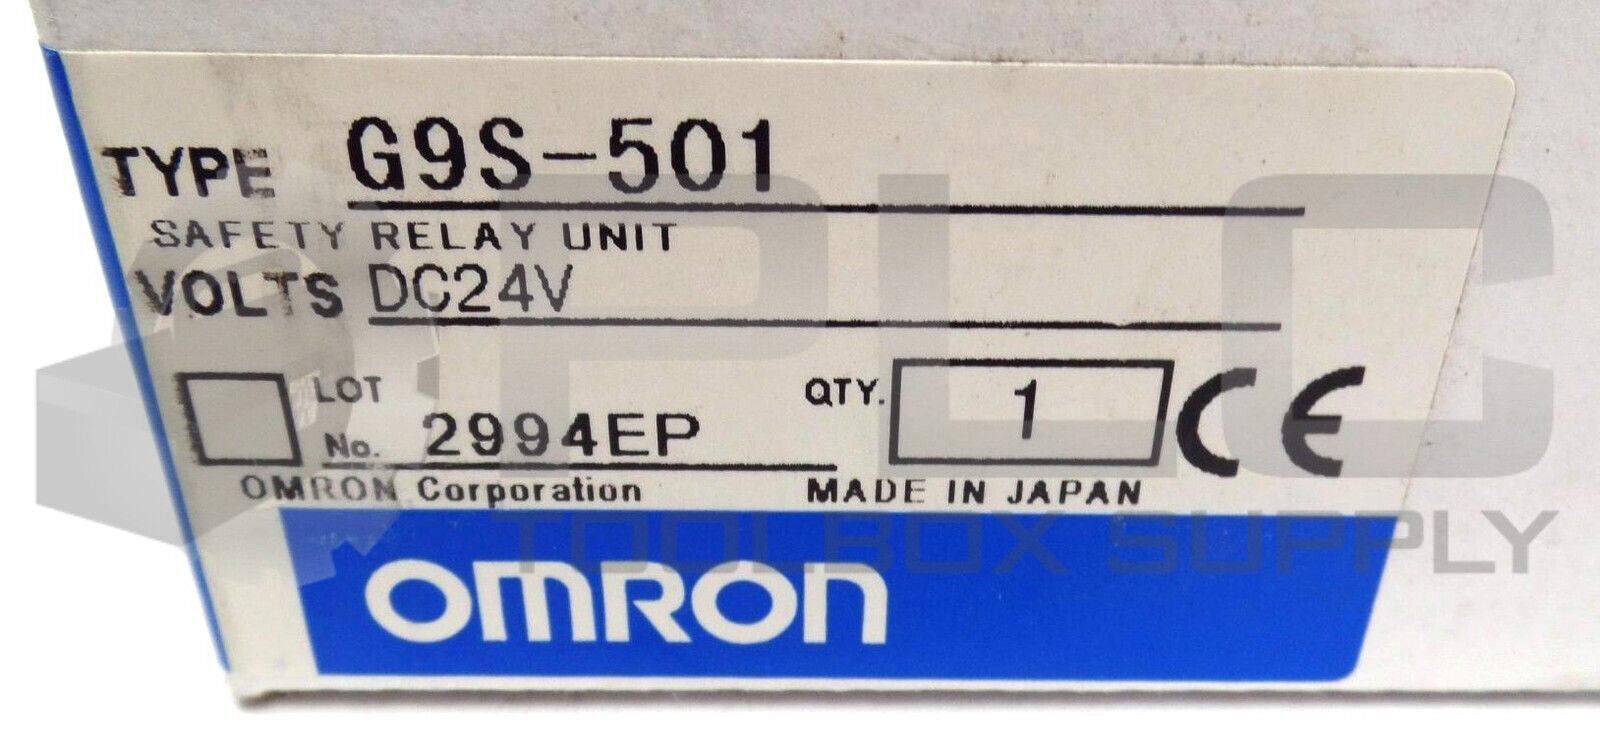 TYPE G9S-501
SAFETY RELAY UNIT
VOLTS DC24V
LOT No. 2994EP
QTY. 1 CE
OMRON Corporation MADE IN JAPAN
OMRON
PLC
TOOLBOX SUPPLY